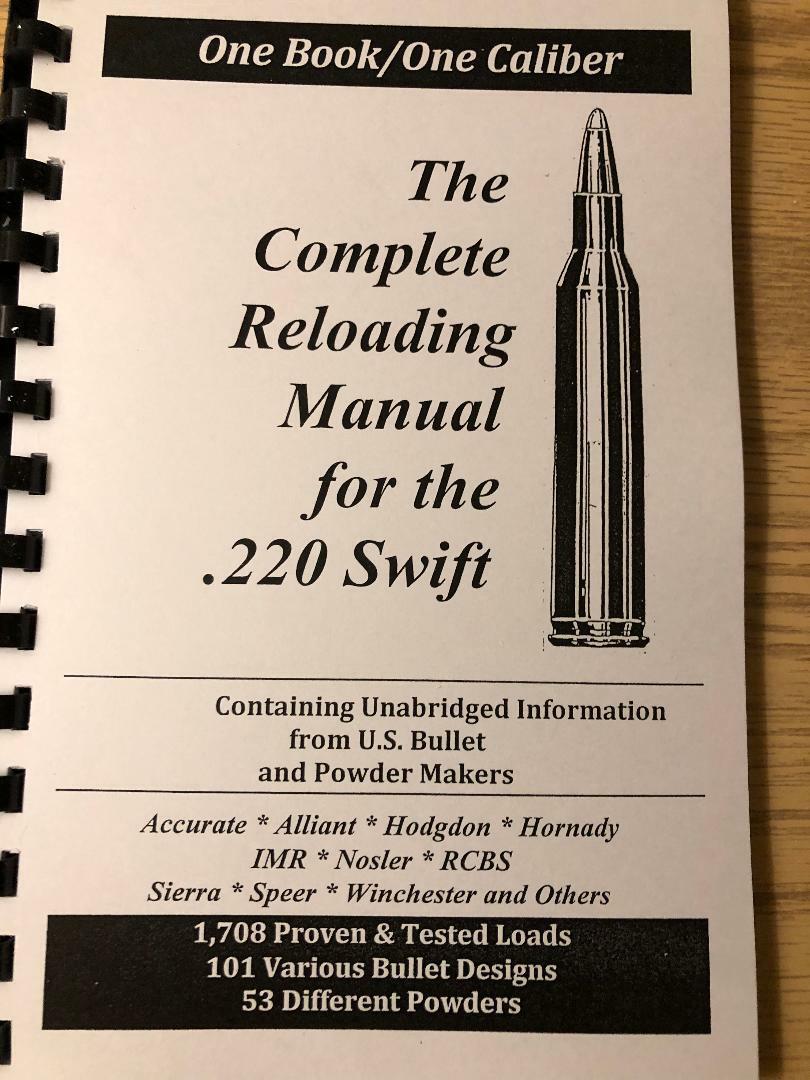 One Book/One Caliber
The
Complete
Reloading
Manual
for the
.220 Swift
Containing Unabridged Information
from U.S. Bullet
and Powder Makers
Accurate * Alliant * Hodgdon * Hornady
IMR * Nosler * RCBS
Sierra * Speer * Winchester and Others
1,708 Proven & Tested Loads
101 Various Bullet Designs
53 Different Powders